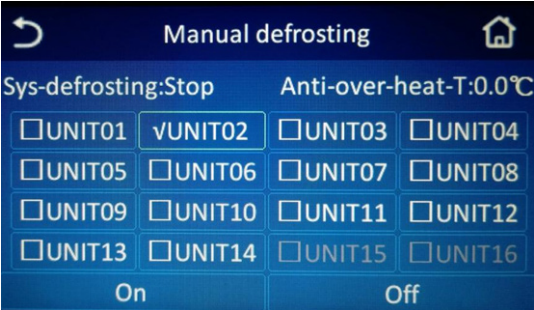 Manual defrosting
Sys-defrosting:Stop Anti-over-heat-T:0.0℃
☐UNIT01 √UNIT02 ☐UNIT03 ☐UNIT04
☐UNIT05 ☐UNIT06 ☐UNIT07 ☐UNIT08
☐UNIT09 ☐UNIT10 ☐UNIT11 ☐UNIT12
☐UNIT13 ☐UNIT14 ☐UNIT15 ☐UNIT16
On Off